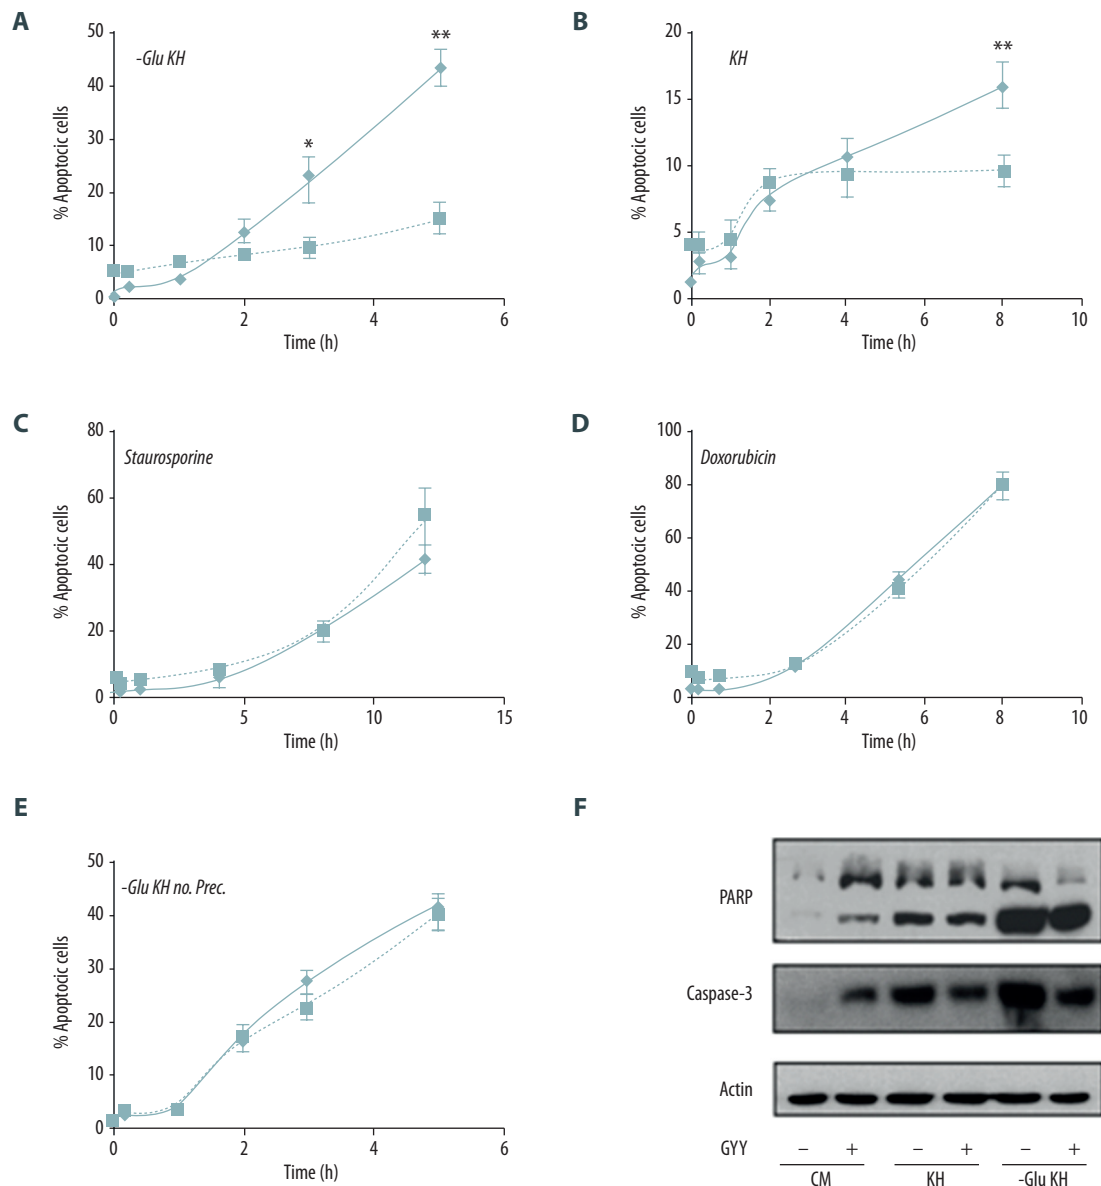 A
50
40
30
20
10
0
% Apoptocic cells
-Glu KH
*
**
0 2 4 6
Time (h)
B
20
15
10
5
0
% Apoptocic cells
KH
**
0 2 4 6 8 10
Time (h)
C
80
60
40
20
0
% Apoptocic cells
Staurosporine
0 5 10 15
Time (h)
D
100
80
60
40
20
0
% Apoptocic cells
Doxorubicin
0 2 4 6 8 10
Time (h)
E
50
40
30
20
10
0
% Apoptocic cells
-Glu KH no. Prec.
0 2 4 6
Time (h)
F
PARP
Caspase-3
Actin
GYY – + – + – +
CM KH -Glu KH